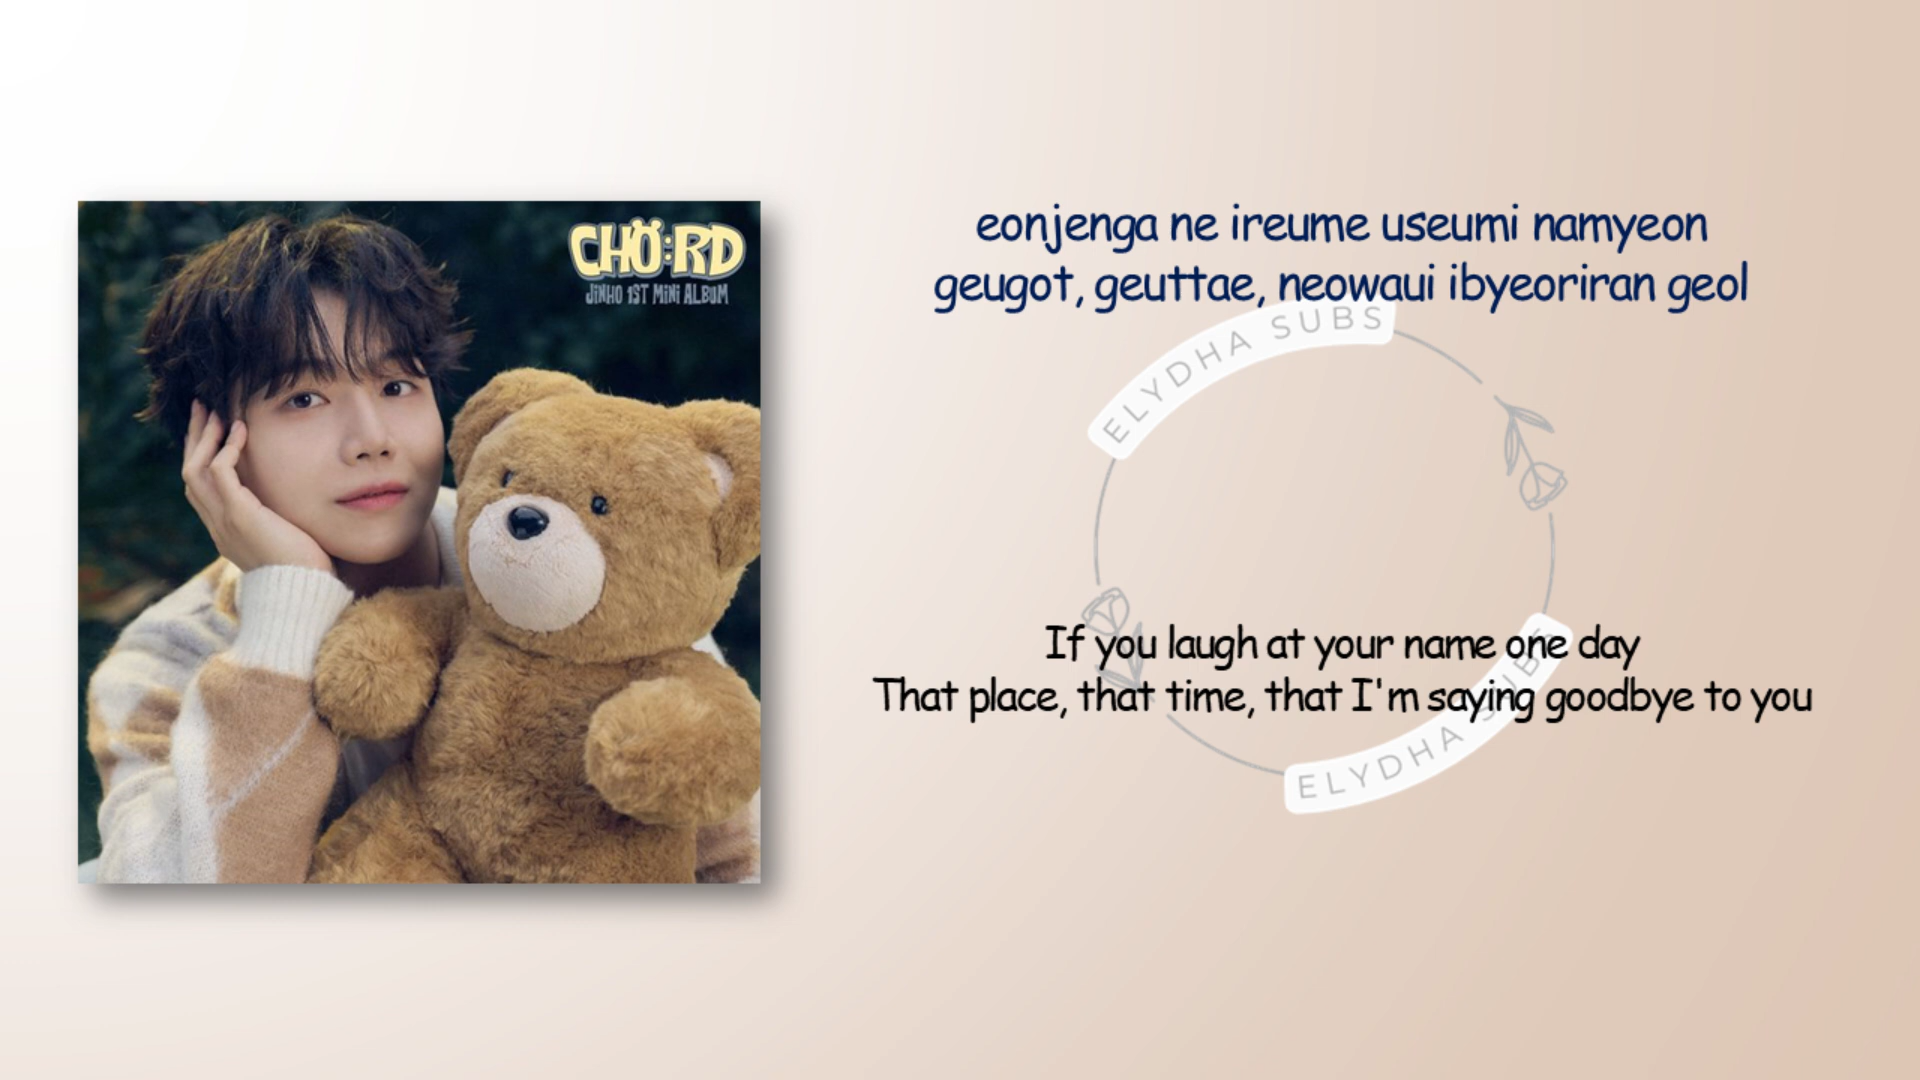 CHÖ:RD
JINHO 1ST MINI ALBUM
eonjenga ne ireume useumi namyeon
geugot, geuttae, neowaui ibyeoriran geol
ELYDHA SUBS
If you laugh at your name one day
That place, that time, that I'm saying goodbye to you
ELYDHA SUBS